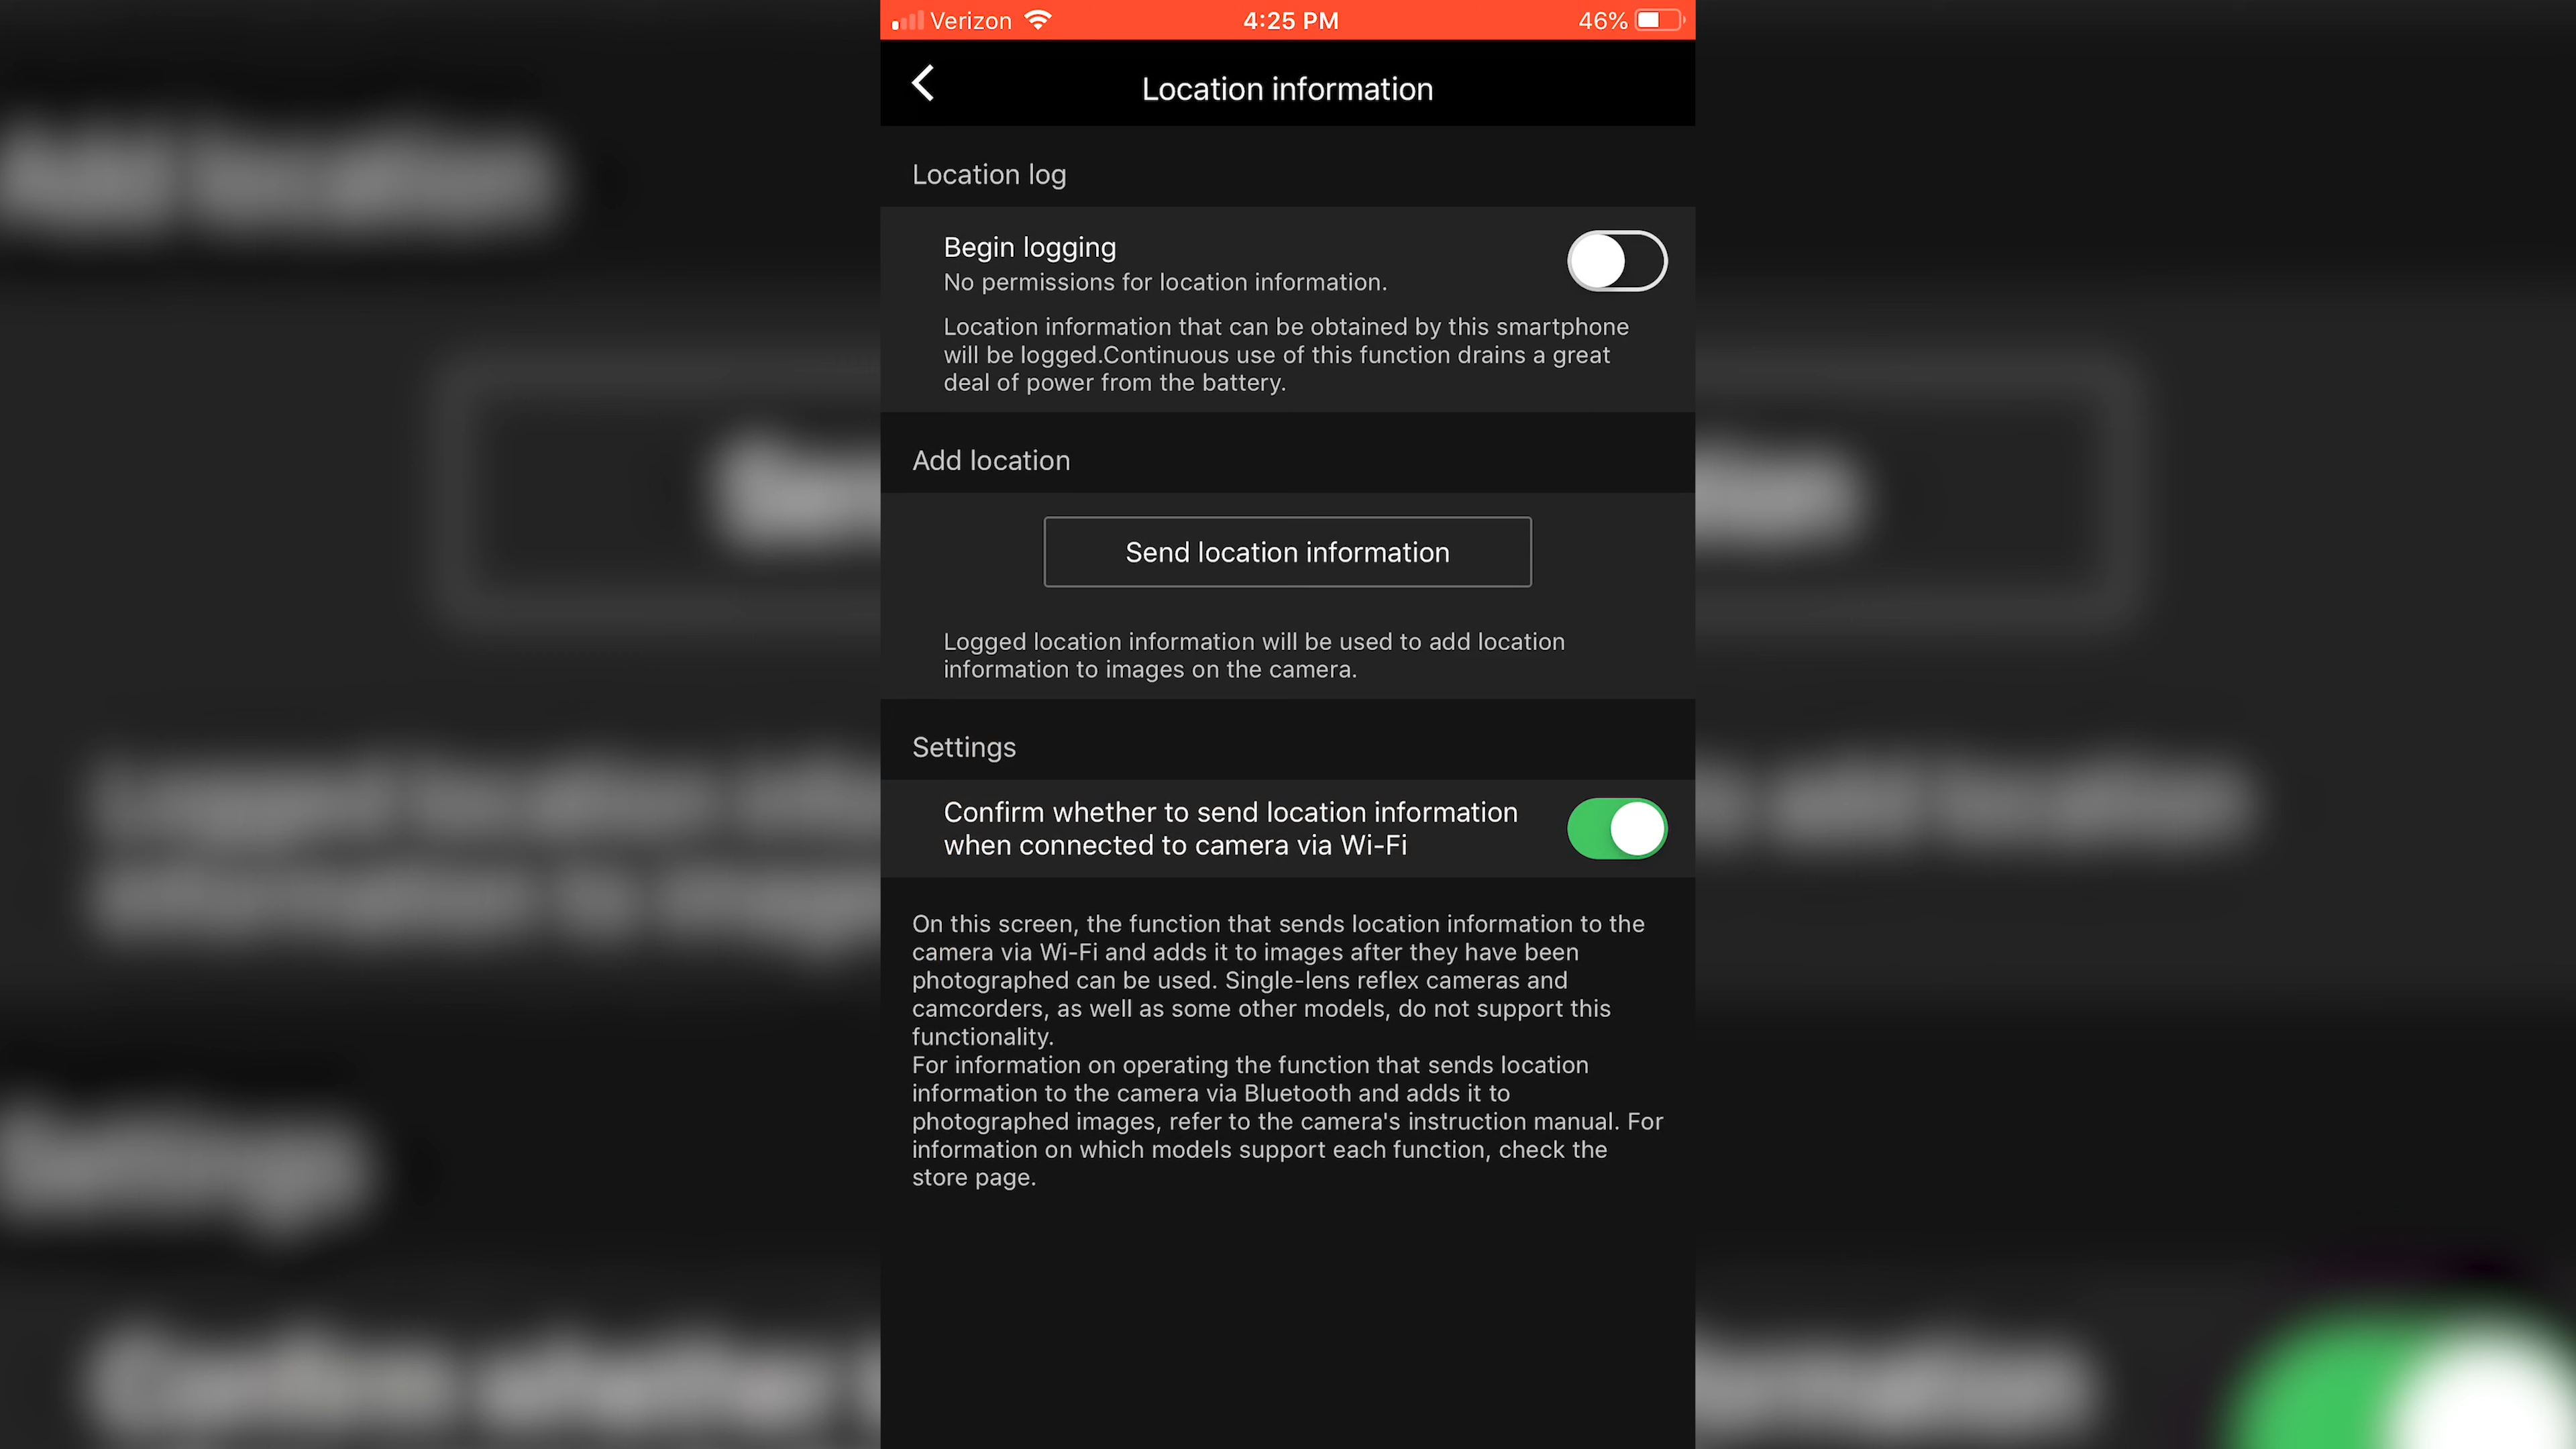 Verizon 4:25 PM 46%
Location information
Location log
Begin logging
No permissions for location information.
Location information that can be obtained by this smartphone
will be logged.Continuous use of this function drains a great
deal of power from the battery.
Add location
Send location information
Logged location information will be used to add location
information to images on the camera.
Settings
Confirm whether to send location information
when connected to camera via Wi-Fi
On this screen, the function that sends location information to the
camera via Wi-Fi and adds it to images after they have been
photographed can be used. Single-lens reflex cameras and
camcorders, as well as some other models, do not support this
functionality.
For information on operating the function that sends location
information to the camera via Bluetooth and adds it to
photographed images, refer to the camera's instruction manual. For
information on which models support each function, check the
store page.